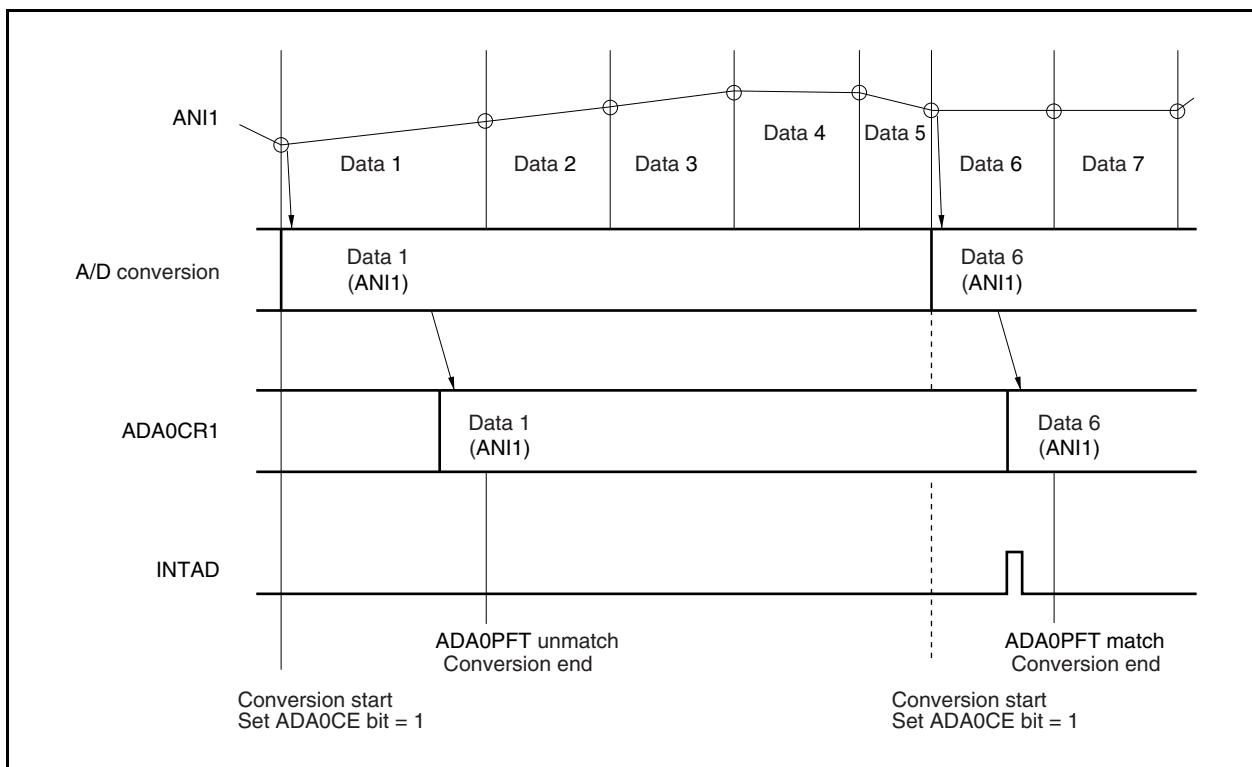 ANI1
Data 1
Data 2
Data 3
Data 4
Data 5
Data 6
Data 7
A/D conversion
Data 1
(ANI1)
Data 6
(ANI1)
ADA0CR1
Data 1
(ANI1)
Data 6
(ANI1)
INTAD
ADA0PFT unmatch
Conversion end
ADA0PFT match
Conversion end
Conversion start
Set ADA0CE bit = 1
Conversion start
Set ADA0CE bit = 1